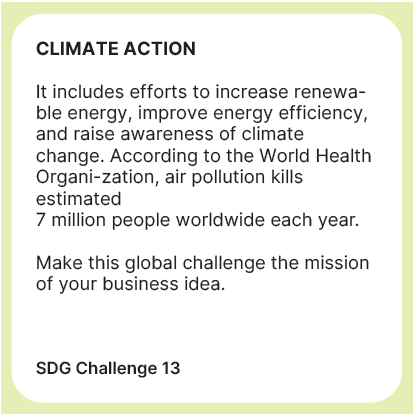 CLIMATE ACTION
It includes efforts to increase renewa-
ble energy, improve energy efficiency,
and raise awareness of climate
change. According to the World Health
Organi-zation, air pollution kills
estimated
7 million people worldwide each year.
Make this global challenge the mission
of your business idea.
SDG Challenge 13